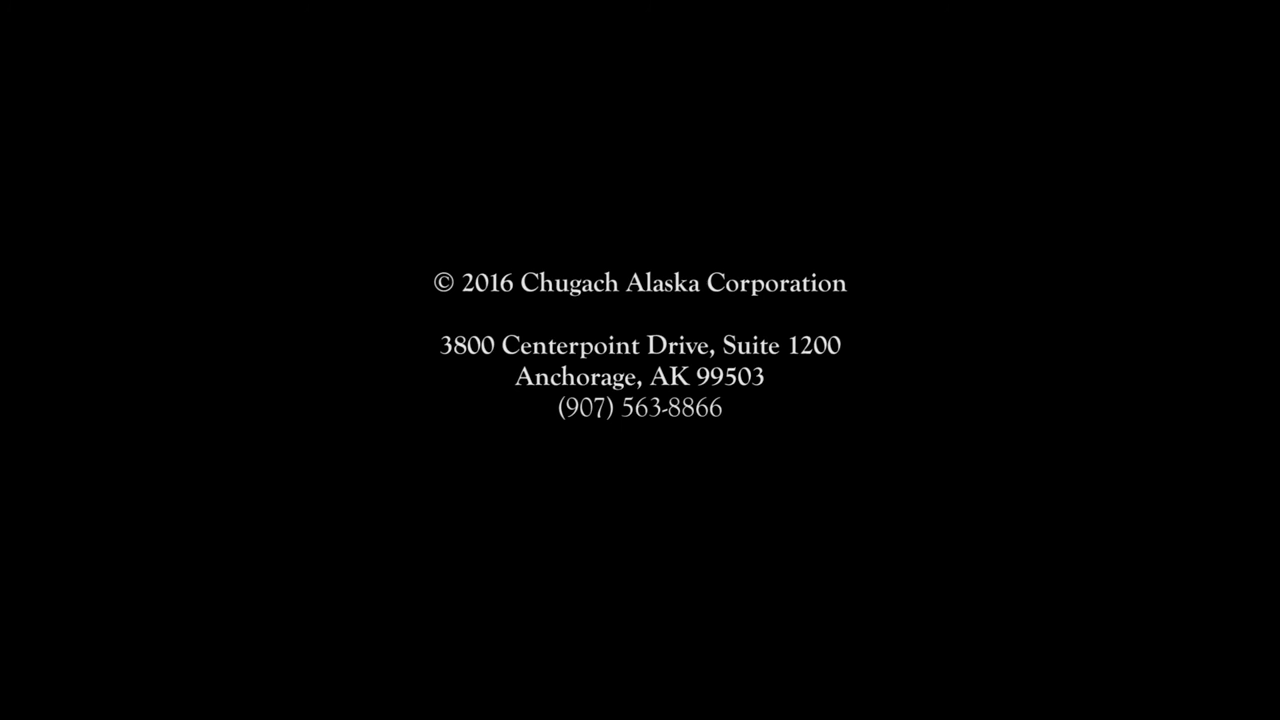 © 2016 Chugach Alaska Corporation
3800 Centerpoint Drive, Suite 1200
Anchorage, AK 99503
(907) 563-8866